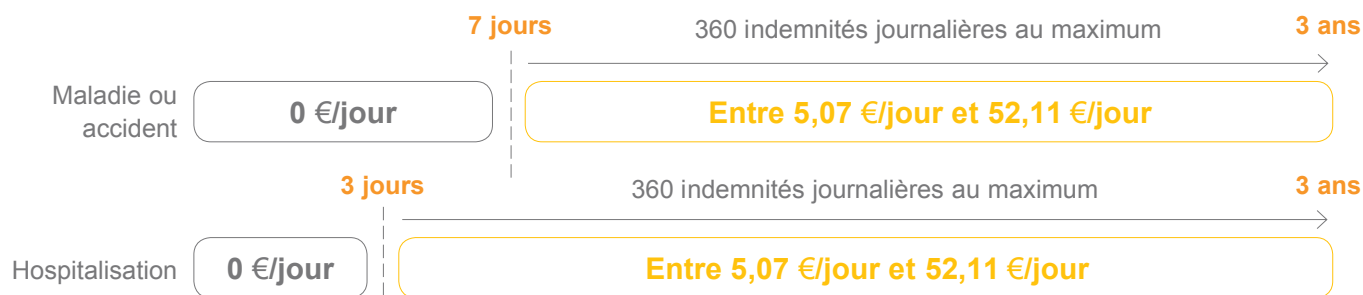 7 jours 360 indemnités journalières au maximum 3 ans
Maladie ou
accident
0 €/jour
Entre 5,07 €/jour et 52,11 €/jour
3 jours 360 indemnités journalières au maximum 3 ans
Hospitalisation 0 €/jour Entre 5,07 €/jour et 52,11 €/jour